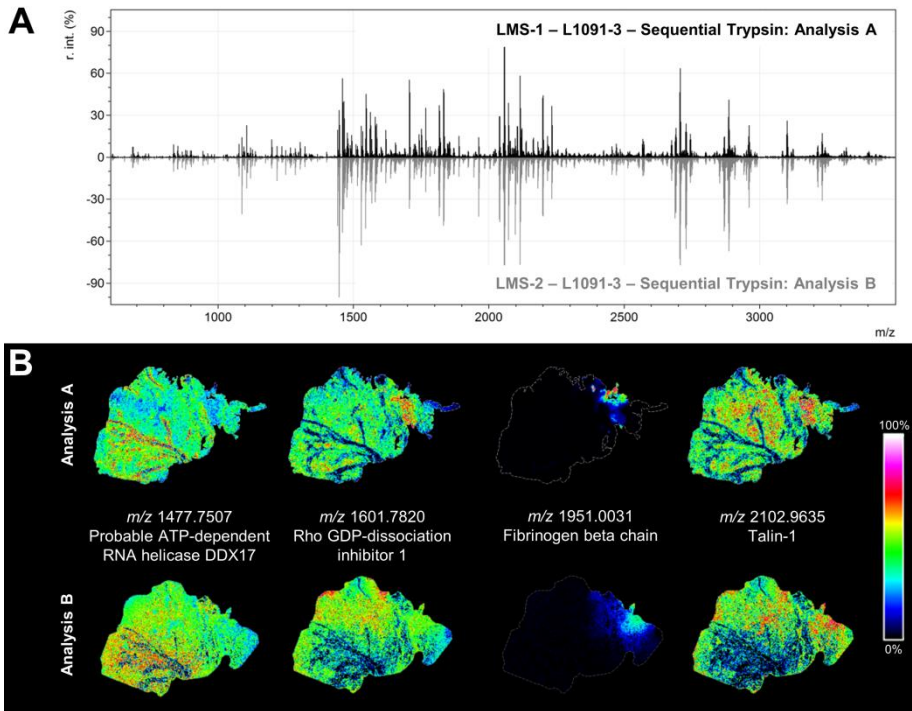 A
r. int. (%)
LMS-1 – L1091-3 – Sequential Trypsin: Analysis A
90
60
30
0
-30
-60
-90
LMS-2 – L1091-3 – Sequential Trypsin: Analysis B
1000 1500 2000 2500 3000
m/z
B
Analysis A
100%
m/z 1477.7507 m/z 1601.7820 m/z 1951.0031 m/z 2102.9635
Probable ATP-dependent Rho GDP-dissociation Fibrinogen beta chain Talin-1
RNA helicase DDX17 inhibitor 1
Analysis B
0%